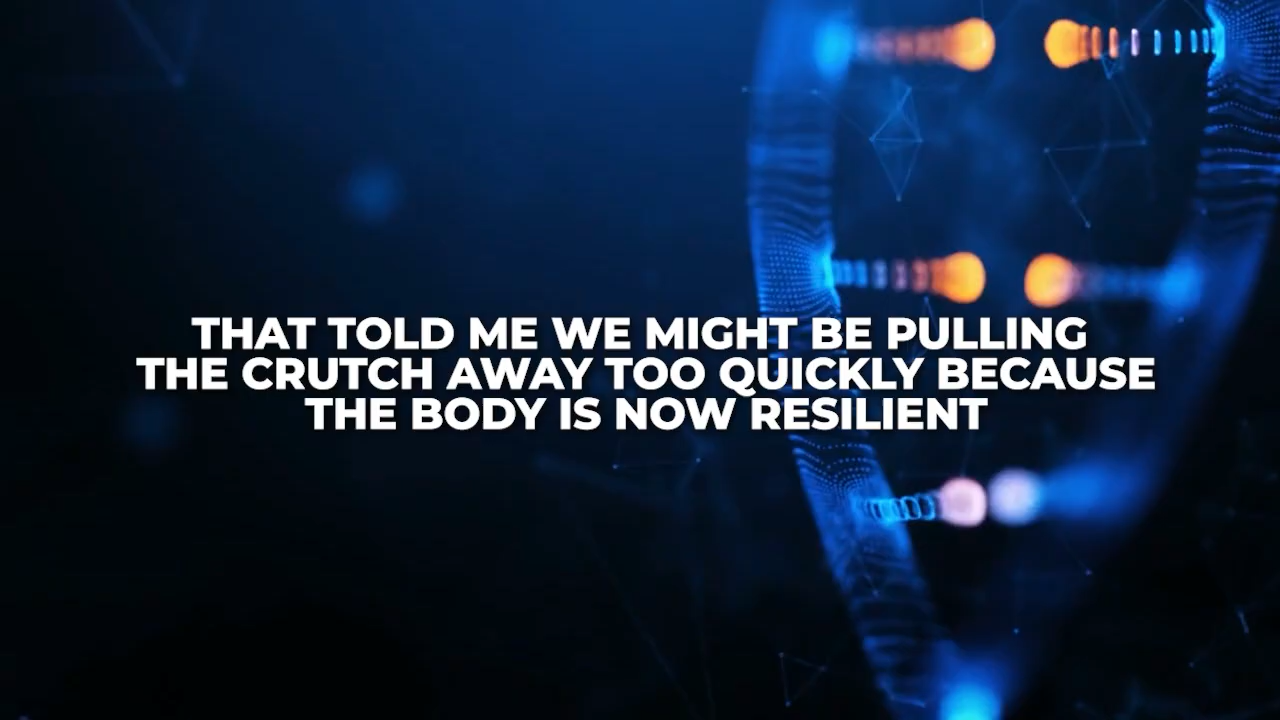 THAT TOLD ME WE MIGHT BE PULLING
THE CRUTCH AWAY TOO QUICKLY BECAUSE
THE BODY IS NOW RESILIENT